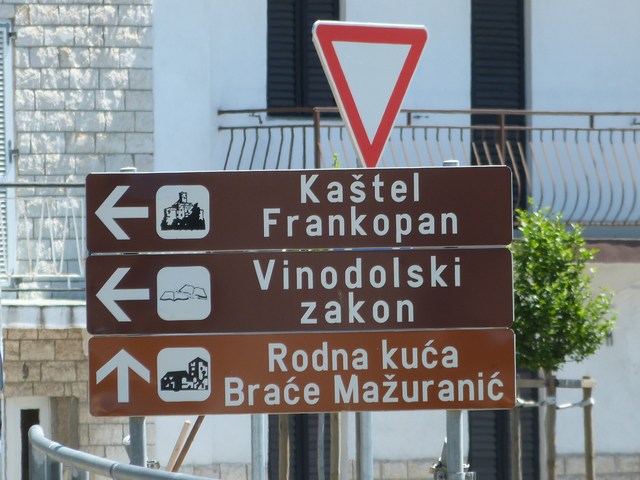 Kaštel
Frankopan
Vinodolski
zakon
Rodna kuća
Braće Mažuranić